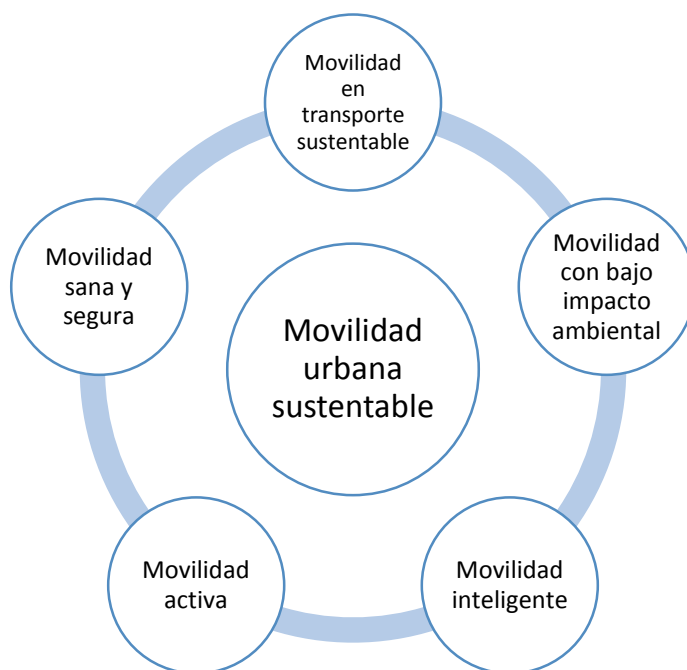 Movilidad
en
transporte
sustentable
Movilidad
con bajo
impacto
ambiental
Movilidad
inteligente
Movilidad
activa
Movilidad
sana y
segura
Movilidad
urbana
sustentable